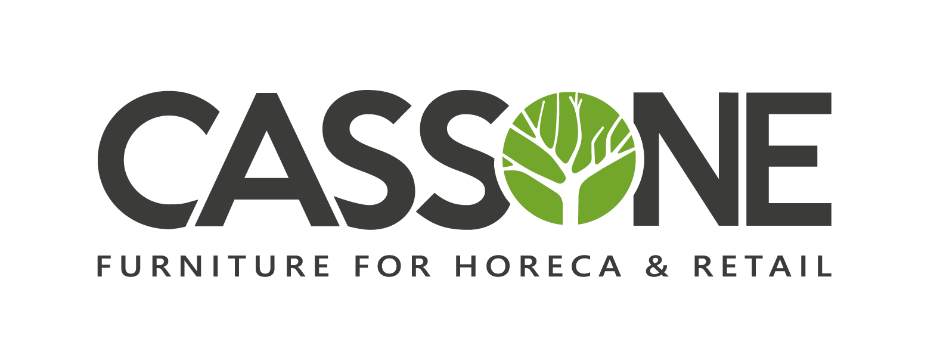 CASSONE
FURNITURE FOR HORECA & RETAIL